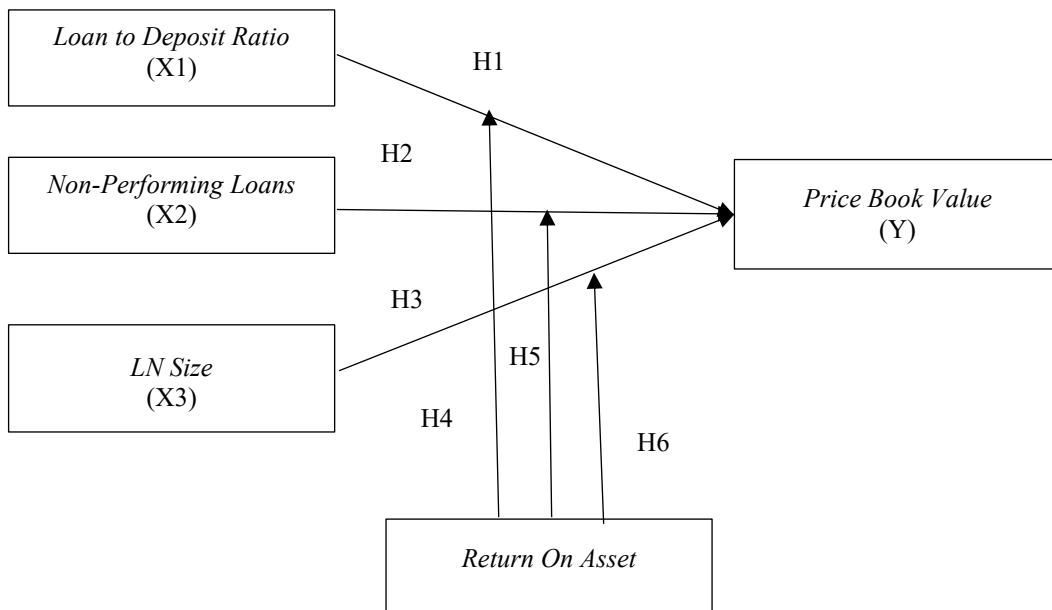 Loan to Deposit Ratio
(X1)
H1
H2
Non-Performing Loans
(X2)
Price Book Value
(Y)
H3
LN Size
(X3)
H5
H4
H6
Return On Asset